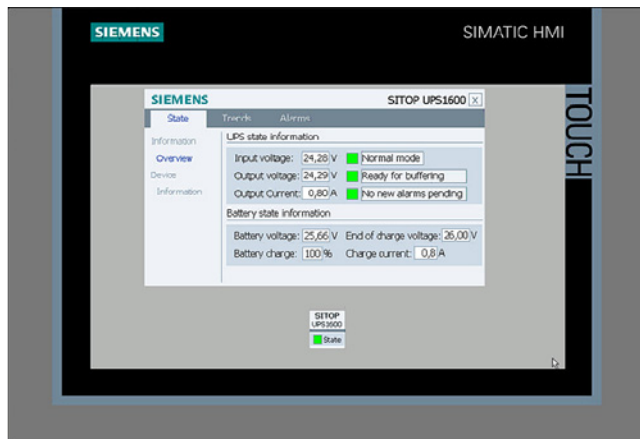 SIEMENS
SIMATIC HMI
TOUCH
SIEMENS
SITOP UPS1600 X
State Trends Alarms
Information
Overview
Device
Information
UPS state information
Input voltage: 24,28 V Normal mode
Output voltage: 24,29 V Ready for buffering
Output Current: 0,80 A No new alarms pending
Battery state information
Battery voltage: 25,66 V End of charge voltage: 26,00 V
Battery charge: 100 % Charge current: 0,8 A
SITOP
UPS1600
State